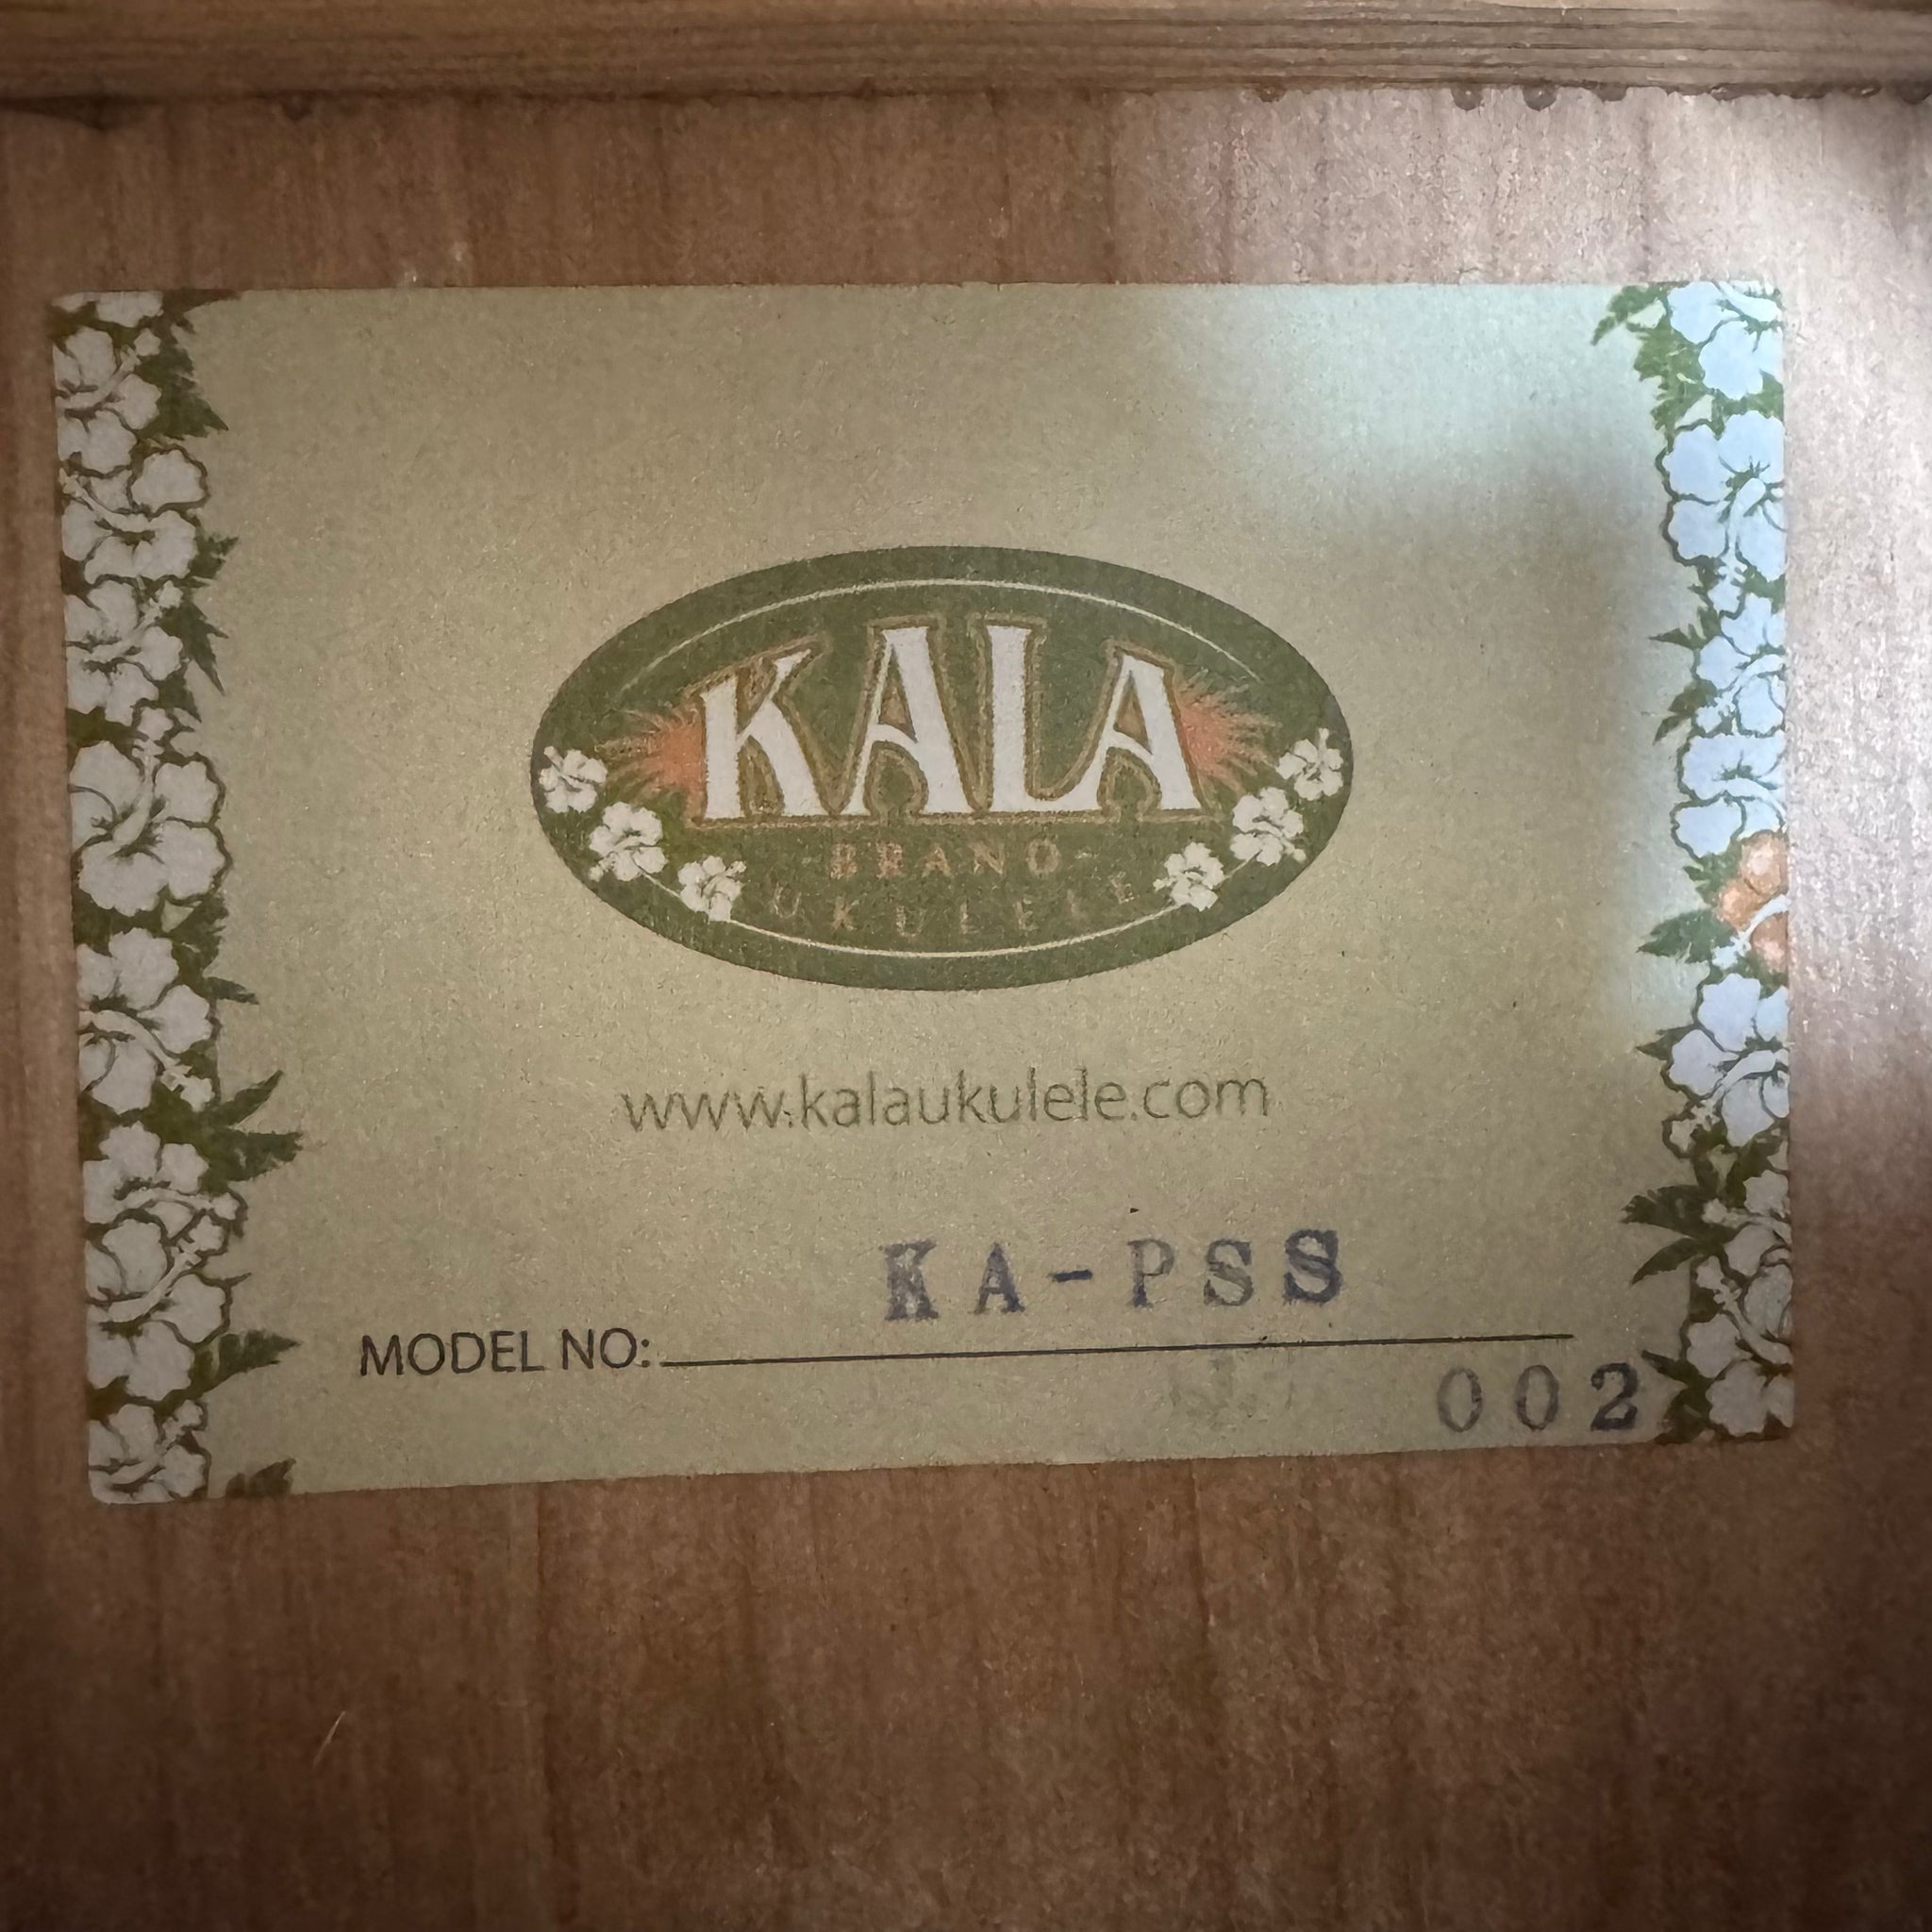 KALA
BRAND
UKULELE
www.kalaukulele.com
KA-PSS
MODEL NO:
002